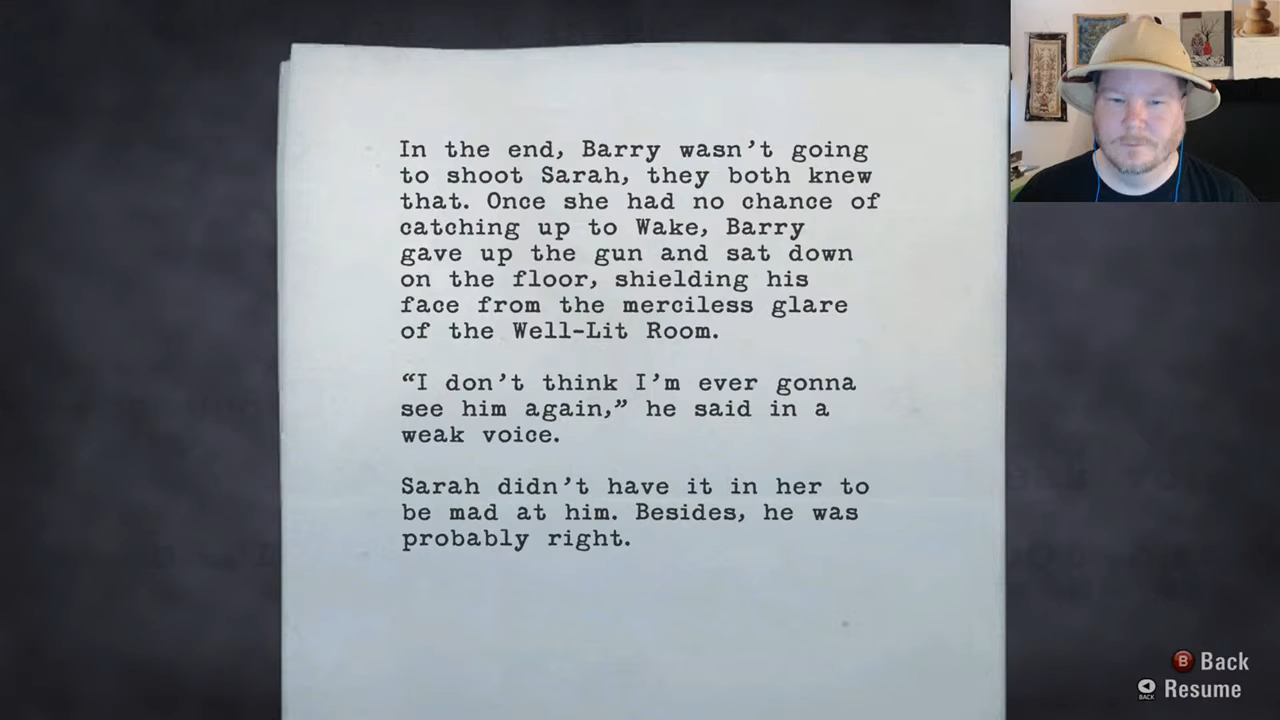 In the end, Barry wasn't going
to shoot Sarah, they both knew
that. Once she had no chance of
catching up to Wake, Barry
gave up the gun and sat down
on the floor, shielding his
face from the merciless glare
of the Well-Lit Room.
“I don't think I'm ever gonna
see him again,” he said in a
weak voice.
Sarah didn't have it in her to
be mad at him. Besides, he was
probably right.
B Back
BACK Resume